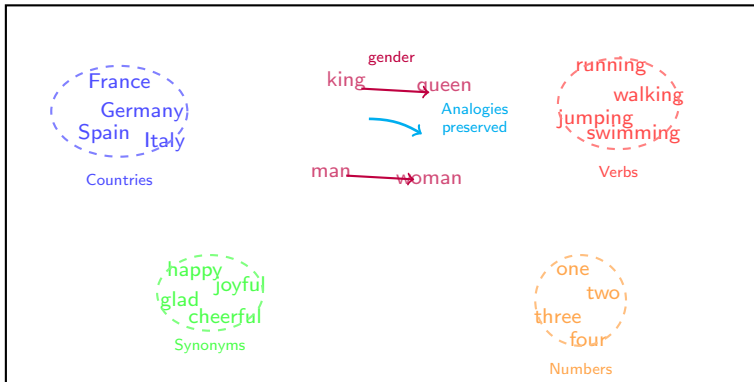 France
Germany
Spain
Italy
Countries
gender
king
queen
Analogies
preserved
man
woman
running
walking
jumping
swimming
Verbs
happy
joyful
glad
cheerful
Synonyms
one
two
three
four
Numbers